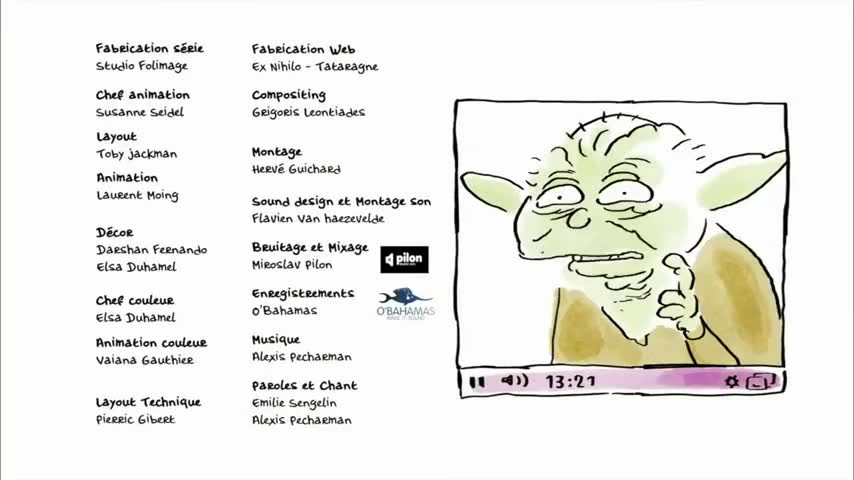 Fabrication série
Studio Folimage
Chef animation
Susanne Seidel
Layout
Toby jackman
Animation
Laurent Moing
Décor
Darshan Fernando
Elsa Duhamel
Chef couleur
Elsa Duhamel
Animation couleur
Vaiana Gauthier
Layout Technique
Pierric Gibert
Fabrication Web
Ex Nihilo - Tataragne
Compositing
Grigoris Leontiades
Montage
Hervé Guichard
Sound design et Montage son
Flavien Van haezevelde
Bruitage et Mixage
Miroslav Pilon
pilon
Enregistrements
O'Bahamas
O'BAHAMAS
Musique
Alexis Pecharman
Paroles et Chant
Emilie Sengelin
Alexis Pecharman
13:21